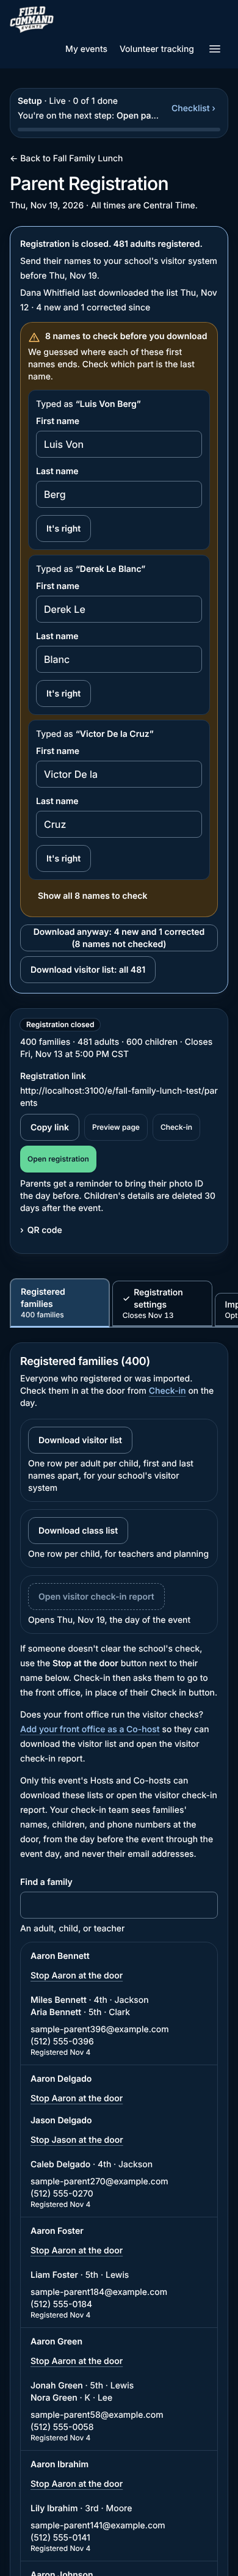 FIELD
COMMAND
EVENTS
My events
Volunteer tracking
Setup · Live · 0 of 1 done
You're on the next step: Open pa...
Checklist ›
← Back to Fall Family Lunch
Parent Registration
Thu, Nov 19, 2026 · All times are Central Time.
Registration is closed. 481 adults registered.
Send their names to your school's visitor system
before Thu, Nov 19.
Dana Whitfield last downloaded the list Thu, Nov
12 · 4 new and 1 corrected since
8 names to check before you download
We guessed where each of these first
names ends. Check which part is the last
name.
Typed as “Luis Von Berg”
First name
Luis Von
Last name
Berg
It's right
Typed as “Derek Le Blanc”
First name
Derek Le
Last name
Blanc
It's right
Typed as “Victor De la Cruz”
First name
Victor De la
Last name
Cruz
It's right
Show all 8 names to check
Download anyway: 4 new and 1 corrected
(8 names not checked)
Download visitor list: all 481
Registration closed
400 families · 481 adults · 600 children · Closes
Fri, Nov 13 at 5:00 PM CST
Registration link
http://localhost:3100/e/fall-family-lunch-test/par
ents
Copy link
Preview page
Check-in
Open registration
Parents get a reminder to bring their photo ID
the day before. Children's details are deleted 30
days after the event.
› QR code
Registered
families
400 families
✓ Registration
settings
Closes Nov 13
Imp
Opt
Registered families (400)
Everyone who registered or was imported.
Check them in at the door from Check-in on the
day.
Download visitor list
One row per adult per child, first and last
names apart, for your school's visitor
system
Download class list
One row per child, for teachers and planning
Open visitor check-in report
Opens Thu, Nov 19, the day of the event
If someone doesn't clear the school's check,
use the Stop at the door button next to their
name below. Check-in then asks them to go to
the front office, in place of their Check in button.
Does your front office run the visitor checks?
Add your front office as a Co-host so they can
download the visitor list and open the visitor
check-in report.
Only this event's Hosts and Co-hosts can
download these lists or open the visitor check-in
report. Your check-in team sees families'
names, children, and phone numbers at the
door, from the day before the event through the
event day, and never their email addresses.
Find a family
An adult, child, or teacher
Aaron Bennett
Stop Aaron at the door
Miles Bennett · 4th · Jackson
Aria Bennett · 5th · Clark
sample-parent396@example.com
(512) 555-0396
Registered Nov 4
Aaron Delgado
Stop Aaron at the door
Jason Delgado
Stop Jason at the door
Caleb Delgado · 4th · Jackson
sample-parent270@example.com
(512) 555-0270
Registered Nov 4
Aaron Foster
Stop Aaron at the door
Liam Foster · 5th · Lewis
sample-parent184@example.com
(512) 555-0184
Registered Nov 4
Aaron Green
Stop Aaron at the door
Jonah Green · 5th · Lewis
Nora Green · K · Lee
sample-parent58@example.com
(512) 555-0058
Registered Nov 4
Aaron Ibrahim
Stop Aaron at the door
Lily Ibrahim · 3rd · Moore
sample-parent141@example.com
(512) 555-0141
Registered Nov 4
Aaron Johnson